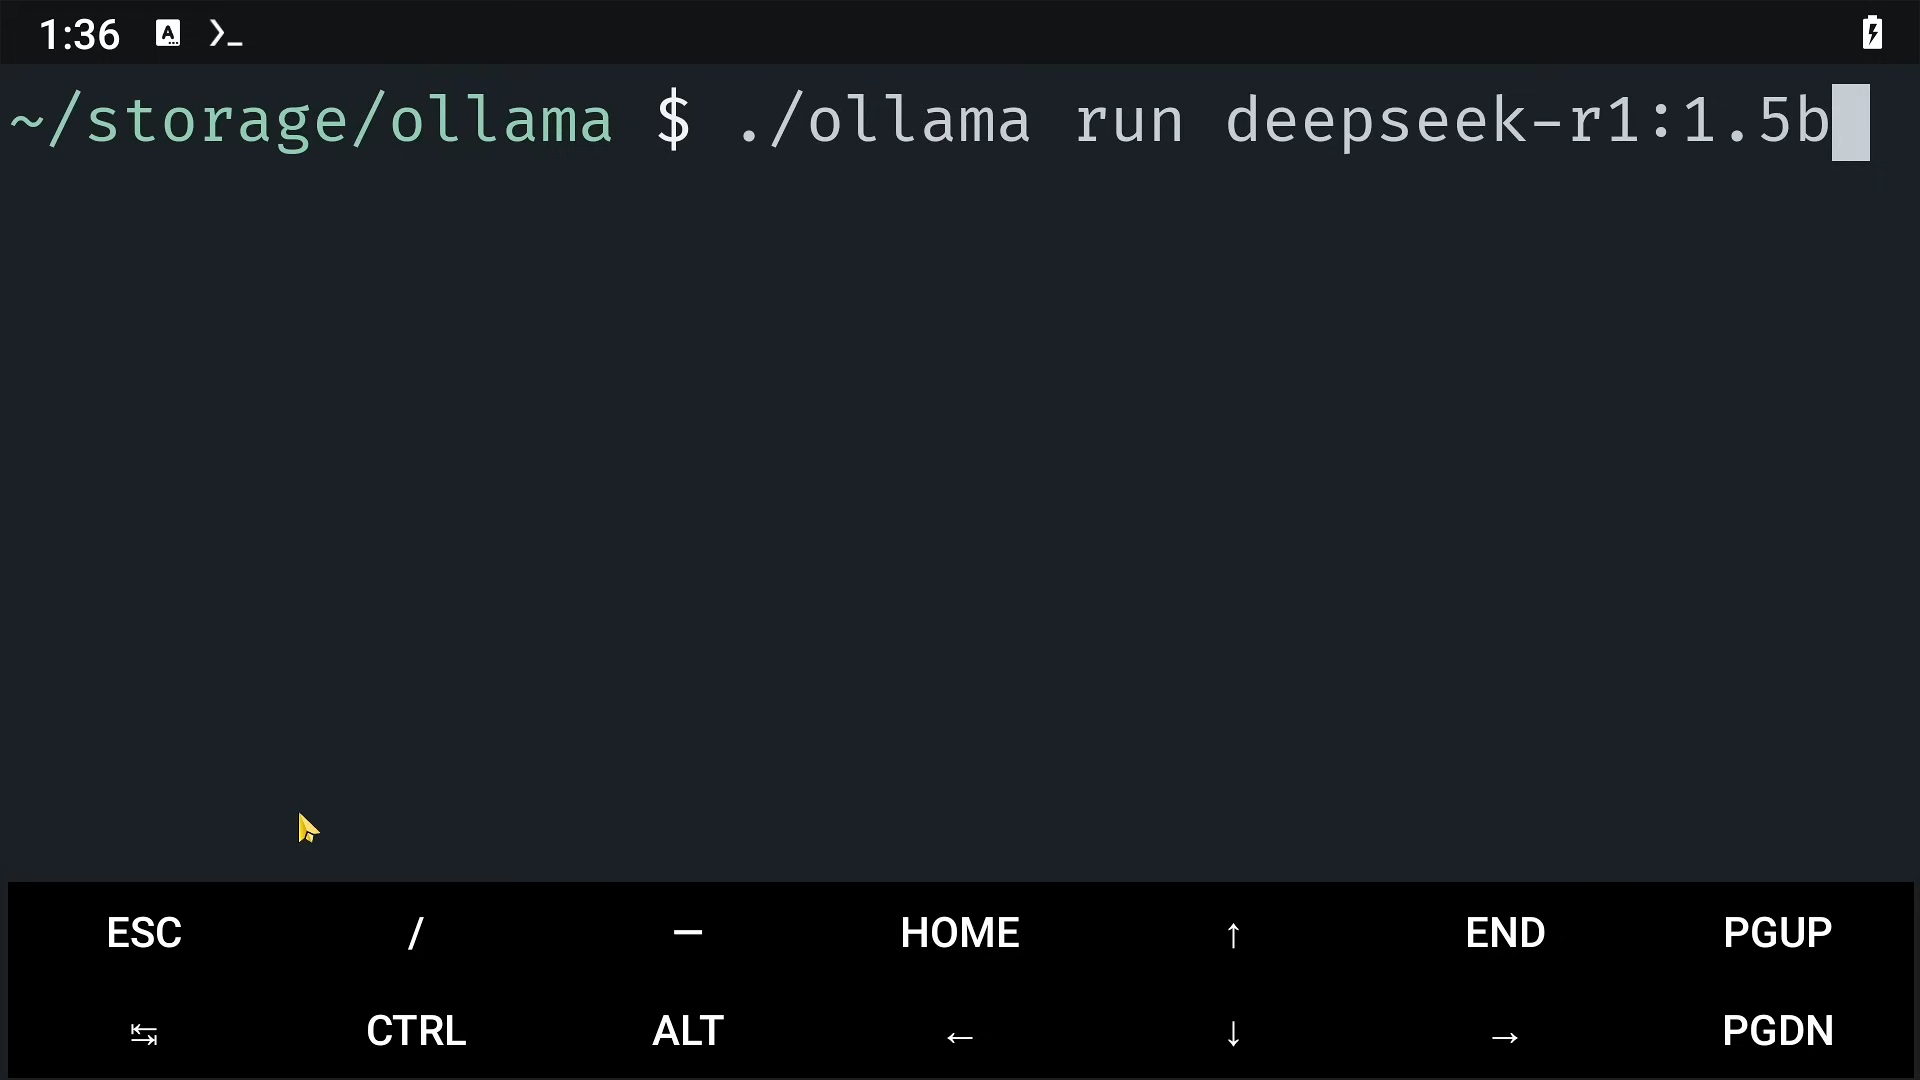 1:36 A >_
~/storage/ollama $ ./ollama run deepseek-r1:1.5b
ESC / — HOME ↑ END PGUP
↹ CTRL ALT ← ↓ → PGDN